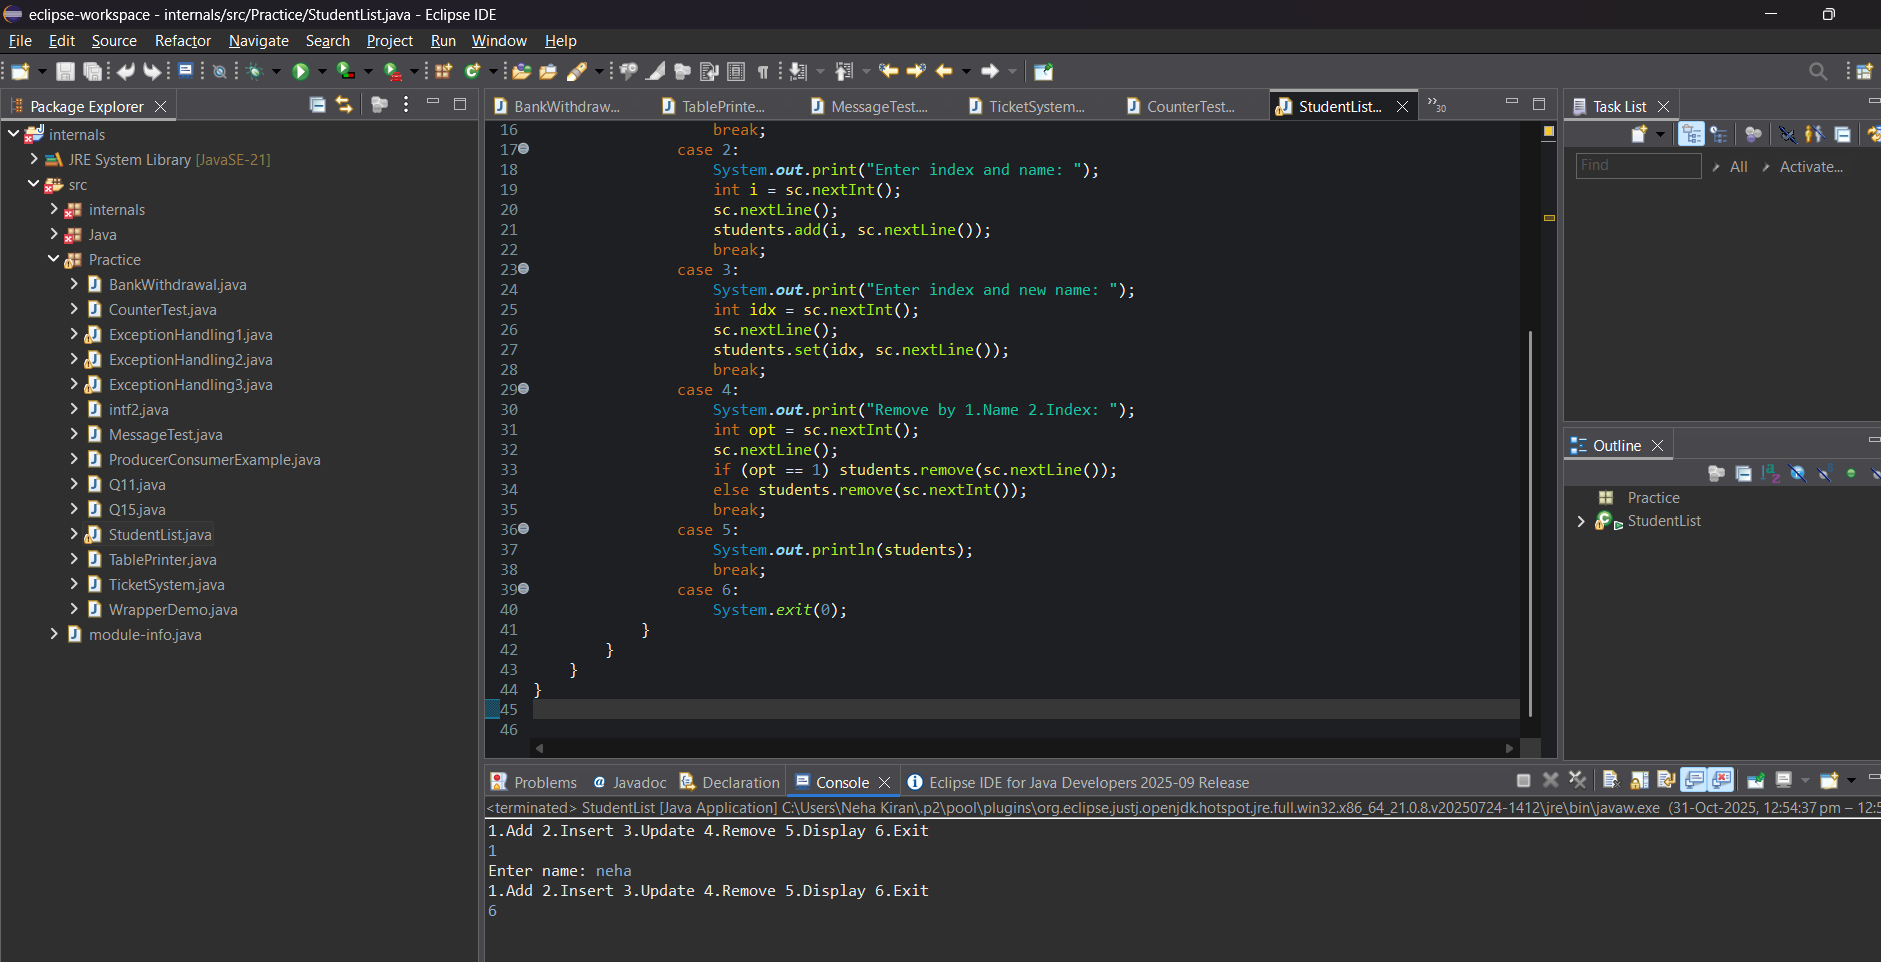 eclipse-workspace - internals/src/Practice/StudentList.java - Eclipse IDE
File Edit Source Refactor Navigate Search Project Run Window Help
Package Explorer
internals
JRE System Library [JavaSE-21]
src
internals
Java
Practice
BankWithdrawal.java
CounterTest.java
ExceptionHandling1.java
ExceptionHandling2.java
ExceptionHandling3.java
intf2.java
MessageTest.java
ProducerConsumerExample.java
Q11.java
Q15.java
StudentList.java
TablePrinter.java
TicketSystem.java
WrapperDemo.java
module-info.java
BankWithdraw... TablePrinte... MessageTest.... TicketSystem... CounterTest... StudentList... »30
16 break;
17 case 2:
18 System.out.print("Enter index and name: ");
19 int i = sc.nextInt();
20 sc.nextLine();
21 students.add(i, sc.nextLine());
22 break;
23 case 3:
24 System.out.print("Enter index and new name: ");
25 int idx = sc.nextInt();
26 sc.nextLine();
27 students.set(idx, sc.nextLine());
28 break;
29 case 4:
30 System.out.print("Remove by 1.Name 2.Index: ");
31 int opt = sc.nextInt();
32 sc.nextLine();
33 if (opt == 1) students.remove(sc.nextLine());
34 else students.remove(sc.nextInt());
35 break;
36 case 5:
37 System.out.println(students);
38 break;
39 case 6:
40 System.exit(0);
41 }
42 }
43 }
44 }
45
46
Task List
Find All Activate...
Outline
Practice
StudentList
Problems Javadoc Declaration Console Eclipse IDE for Java Developers 2025-09 Release
<terminated> StudentList [Java Application] C:\Users\Neha Kiran\.p2\pool\plugins\org.eclipse.justj.openjdk.hotspot.jre.full.win32.x86_64_21.0.8.v20250724-1412\jre\bin\javaw.exe (31-Oct-2025, 12:54:37 pm – 12:5
1.Add 2.Insert 3.Update 4.Remove 5.Display 6.Exit
1
Enter name: neha
1.Add 2.Insert 3.Update 4.Remove 5.Display 6.Exit
6